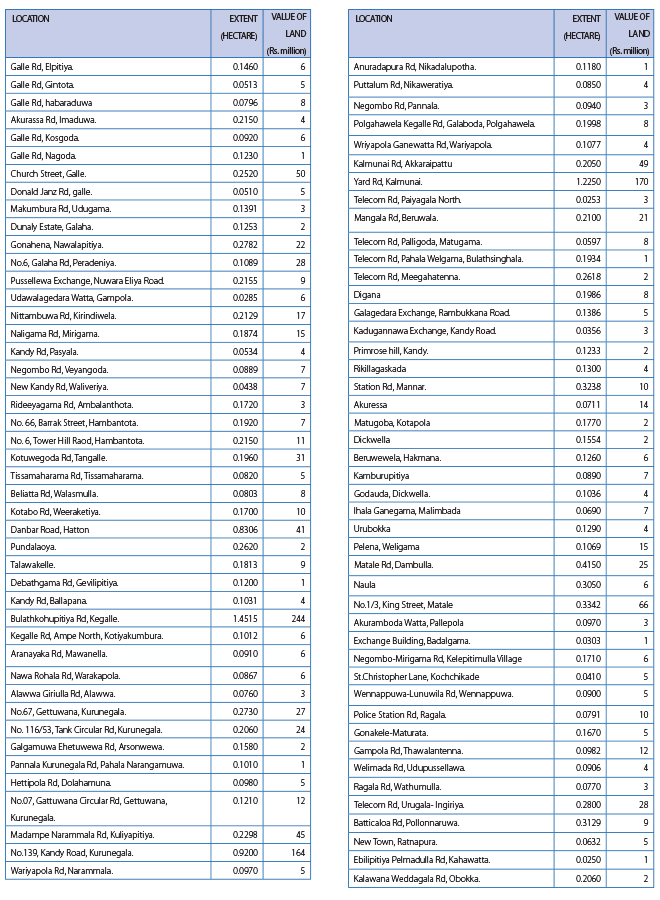 LOCATION EXTENT (HECTARE) VALUE OF LAND (Rs. million)
Galle Rd, Elpitiya. 0.1460 6
Galle Rd, Gintota. 0.0513 5
Galle Rd, habaraduwa 0.0796 8
Akurassa Rd, Imaduwa. 0.2150 4
Galle Rd, Kosgoda. 0.0920 6
Galle Rd, Nagoda. 0.1230 1
Church Street, Galle. 0.2520 50
Donald Janz Rd, galle. 0.0510 5
Makumbura Rd, Udugama. 0.1391 3
Dunaly Estate, Galaha. 0.1253 2
Gonahena, Nawalapitiya. 0.2782 22
No.6, Galaha Rd, Peradeniya. 0.1089 28
Pussellewa Exchange, Nuwara Eliya Road. 0.2155 9
Udawalagedara Watta, Gampola. 0.0285 6
Nittambuwa Rd, Kirindiwela. 0.2129 17
Naligama Rd, Mirigama. 0.1874 15
Kandy Rd, Pasyala. 0.0534 4
Negombo Rd, Veyangoda. 0.0889 7
New Kandy Rd, Waliveriya. 0.0438 7
Rideeyagama Rd, Ambalanthota. 0.1720 3
No. 66, Barrak Street, Hambantota. 0.1920 7
No. 6, Tower Hill Raod, Hambantota. 0.2150 11
Kotuwegoda Rd, Tangalle. 0.1960 31
Tissamaharama Rd, Tissamaharama. 0.0820 5
Beliatta Rd, Walasmulla. 0.0803 8
Kotabo Rd, Weeraketiya. 0.1700 10
Danbar Road, Hatton 0.8306 41
Pundalaoya. 0.2620 2
Talawakelle. 0.1813 9
Debathgama Rd, Gevilipitiya. 0.1200 1
Kandy Rd, Ballapana. 0.1031 4
Bulathkohupitiya Rd, Kegalle. 1.4515 244
Kegalle Rd, Ampe North, Kotiyakumbura. 0.1012 6
Aranayaka Rd, Mawanella. 0.0910 6
Nawa Rohala Rd, Warakapola. 0.0867 6
Alawwa Giriulla Rd, Alawwa. 0.0760 3
No.67, Gettuwana, Kurunegala. 0.2730 27
No. 116/53, Tank Circular Rd, Kurunegala. 0.2060 24
Galgamuwa Ehetuwewa Rd, Arsonwewa. 0.1580 2
Pannala Kurunegala Rd, Pahala Narangamuwa. 0.1010 1
Hettipola Rd, Dolahamuna. 0.0980 5
No.07, Gattuwana Circular Rd, Gettuwana, 0.1210 12
Kurunegala.
Madampe Narammala Rd, Kuliyapitiya. 0.2298 45
No.139, Kandy Road, Kurunegala. 0.9200 164
Wariyapola Rd, Narammala. 0.0970 5
LOCATION EXTENT (HECTARE) VALUE OF LAND (Rs. million)
Anuradapura Rd, Nikadalupotha. 0.1180 1
Puttalum Rd, Nikaweratiya. 0.0850 4
Negombo Rd, Pannala. 0.0940 3
Polgahawela Kegalle Rd, Galaboda, Polgahawela. 0.1998 8
Wriyapola Ganewatta Rd, Wariyapola. 0.1077 4
Kalmunai Rd, Akkaraipattu 0.2050 49
Yard Rd, Kalmunai. 1.2250 170
Telecom Rd, Paiyagala North. 0.0253 3
Mangala Rd, Beruwala. 0.2100 21
Telecom Rd, Palligoda, Matugama. 0.0597 8
Telecom Rd, Pahala Welgama, Bulathsinghala. 0.1934 1
Telecom Rd, Meegahatenna. 0.2618 2
Digana 0.1986 8
Galagedara Exchange, Rambukkana Road. 0.1386 5
Kadugannawa Exchange, Kandy Road. 0.0356 3
Primrose hill, Kandy. 0.1233 2
Rikillagaskada 0.1300 4
Station Rd, Mannar. 0.3238 10
Akuressa 0.0711 14
Matugoba, Kotapola 0.1770 2
Dickwella 0.1554 2
Beruwewela, Hakmana. 0.1260 6
Kamburupitiya 0.0890 7
Godauda, Dickwella. 0.1036 4
Ihala Ganegama, Malimbada 0.0690 7
Urubokka 0.1290 4
Pelena, Weligama 0.1069 15
Matale Rd, Dambulla. 0.4150 25
Naula 0.3050 6
No.1/3, King Street, Matale 0.3342 66
Akuramboda Watta, Pallepola 0.0970 3
Exchange Building, Badalgama. 0.0303 1
Negombo-Mirigama Rd, Kelepitimulla Village 0.1710 6
St.Christopher Lane, Kochchikade 0.0410 5
Wennappuwa-Lunuwila Rd, Wennappuwa. 0.0900 5
Police Station Rd, Ragala. 0.0791 10
Gonakele-Maturata. 0.1670 5
Gampola Rd, Thawalantenna. 0.0982 12
Welimada Rd, Udupussellawa. 0.0906 4
Ragala Rd, Wathumulla. 0.0770 3
Telecom Rd, Urugala- Ingiriya. 0.2800 28
Batticaloa Rd, Pollonnaruwa. 0.3129 9
New Town, Ratnapura. 0.0632 5
Ebilipitiya Pelmadulla Rd, Kahawatta. 0.0250 1
Kalawana Weddagala Rd, Obokka. 0.2060 2